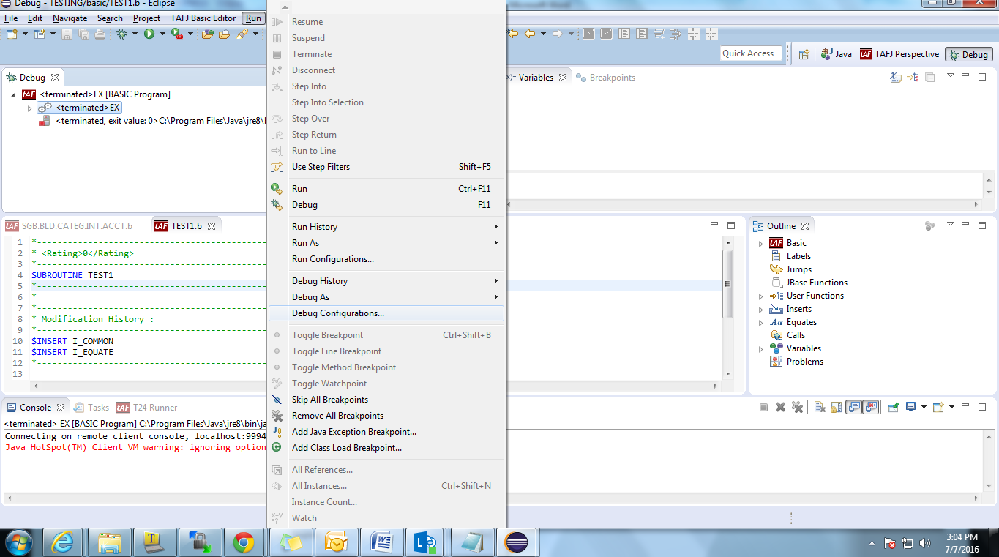 Debug - TESTING/basic/TEST1.b - Eclipse
File Edit Navigate Search Project TAFJ Basic Editor Run
Quick Access Java TAFJ Perspective Debug
Debug
<terminated>EX [BASIC Program]
<terminated>EX
<terminated, exit value: 0>C:\Program Files\Java\jre8\b
Resume
Suspend
Terminate
Disconnect
Step Into
Step Into Selection
Step Over
Step Return
Run to Line
Use Step Filters Shift+F5
Run Ctrl+F11
Debug F11
Run History
Run As
Run Configurations...
Debug History
Debug As
Debug Configurations...
Toggle Breakpoint Ctrl+Shift+B
Toggle Line Breakpoint
Toggle Method Breakpoint
Toggle Watchpoint
Skip All Breakpoints
Remove All Breakpoints
Add Java Exception Breakpoint...
Add Class Load Breakpoint...
All References...
All Instances... Ctrl+Shift+N
Instance Count...
Watch
Variables Breakpoints
SGB.BLD.CATEG.INT.ACCT.b TEST1.b
1 *-----------------------------------------
2 * <Rating>0</Rating>
3 *-----------------------------------------
4 SUBROUTINE TEST1
5 *-----------------------------------------
6 *
7 *-----------------------------------------
8 * Modification History :
9 *-----------------------------------------
10 $INSERT I_COMMON
11 $INSERT I_EQUATE
12 *-----------------------------------------
13
Outline
Basic
Labels
Jumps
JBase Functions
User Functions
Inserts
Equates
Calls
Variables
Problems
Console Tasks T24 Runner
<terminated> EX [BASIC Program] C:\Program Files\Java\jre8\bin\ja
Connecting on remote client console, localhost:9994
Java HotSpot(TM) Client VM warning: ignoring option
3:04 PM
7/7/2016